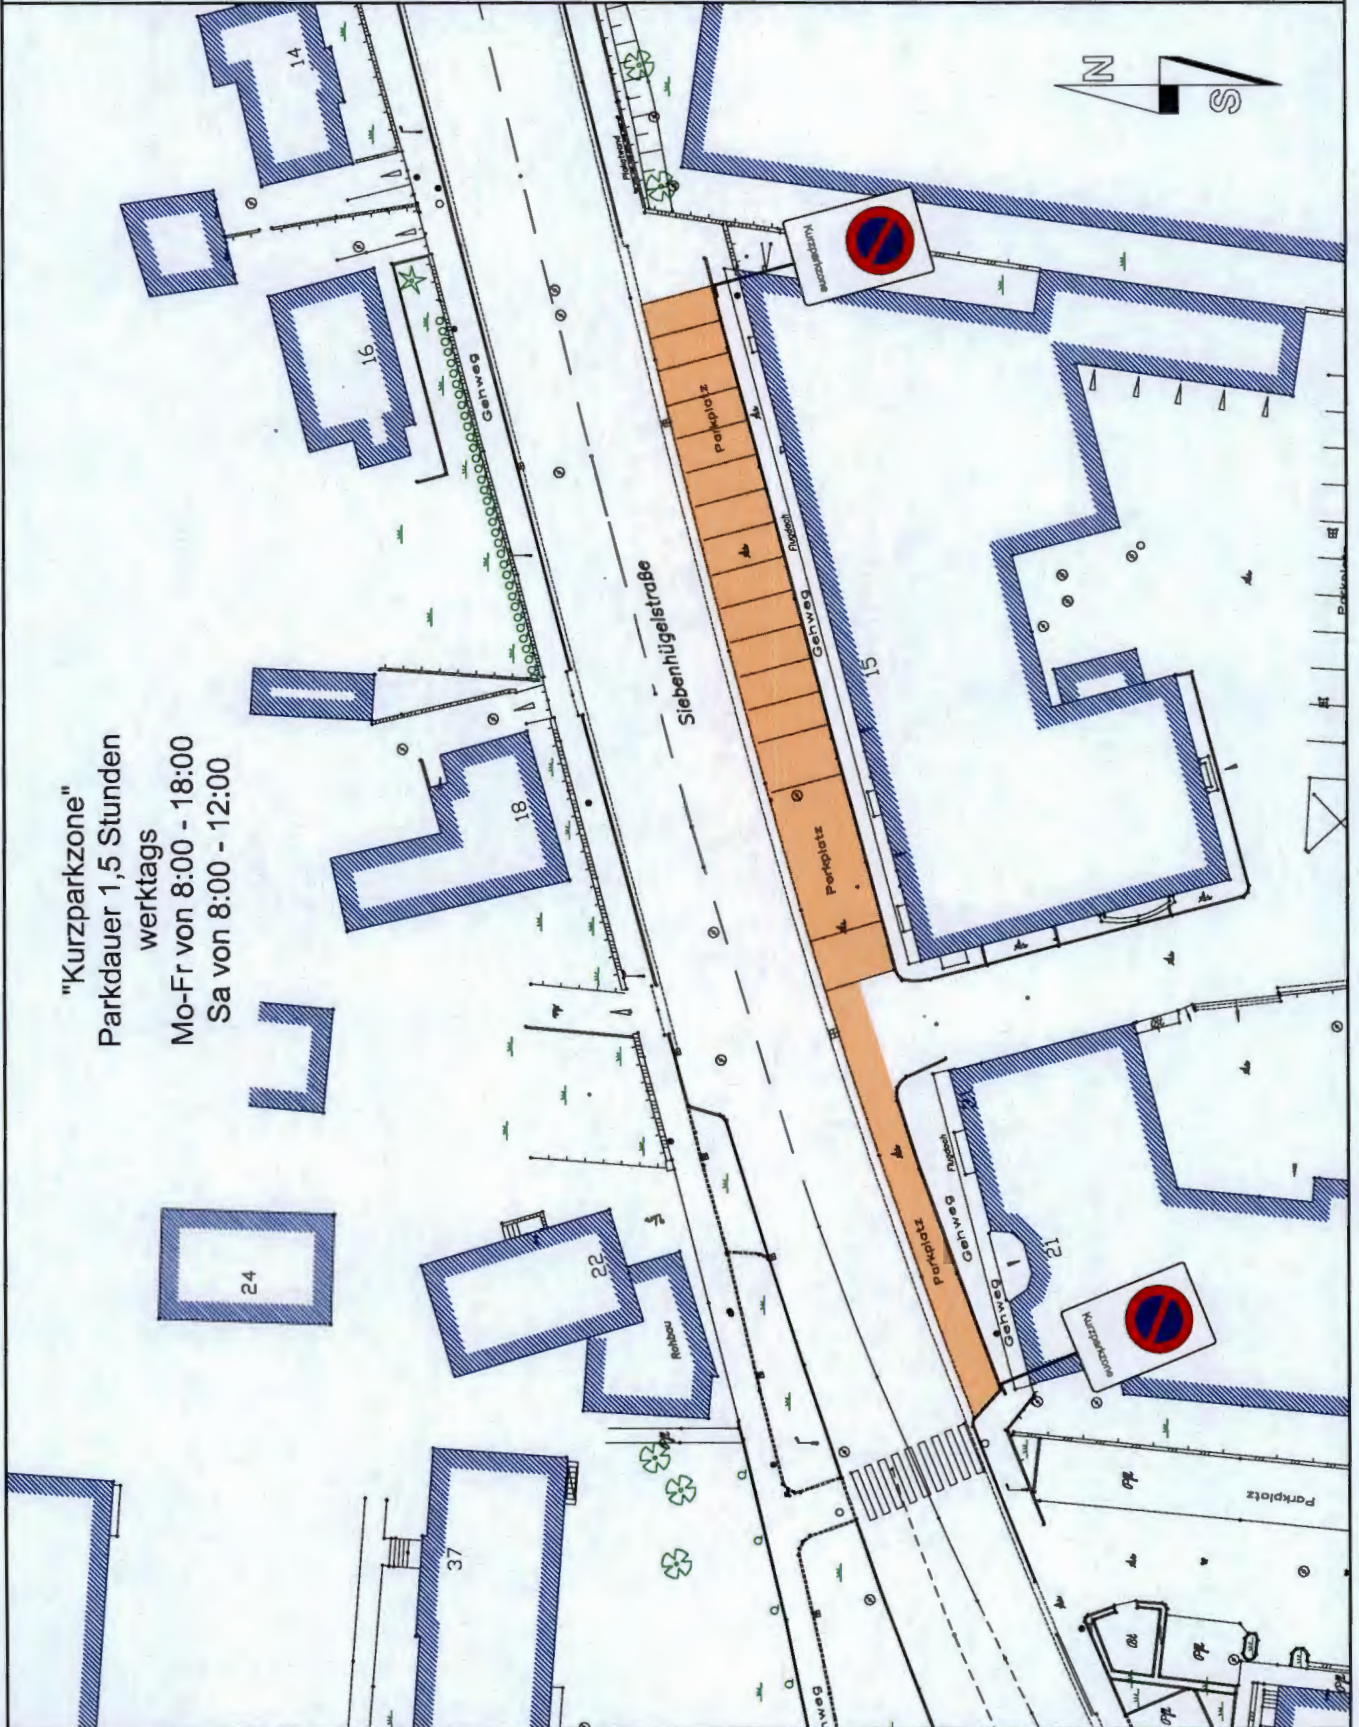 "Kurzparkzone"
Parkdauer 1,5 Stunden
werktags
Mo-Fr von 8:00 - 18:00
Sa von 8:00 - 12:00
14
16
18
24
22
Rohbau
37
Gehweg
Siebenhügelstraße
Parkplatz
Flugdach
Gehweg
15
Parkplatz
Flugdach
Gehweg
Parkplatz
Gehweg
21
Kurzparkzone
Kurzparkzone
Parkplatz
N
S